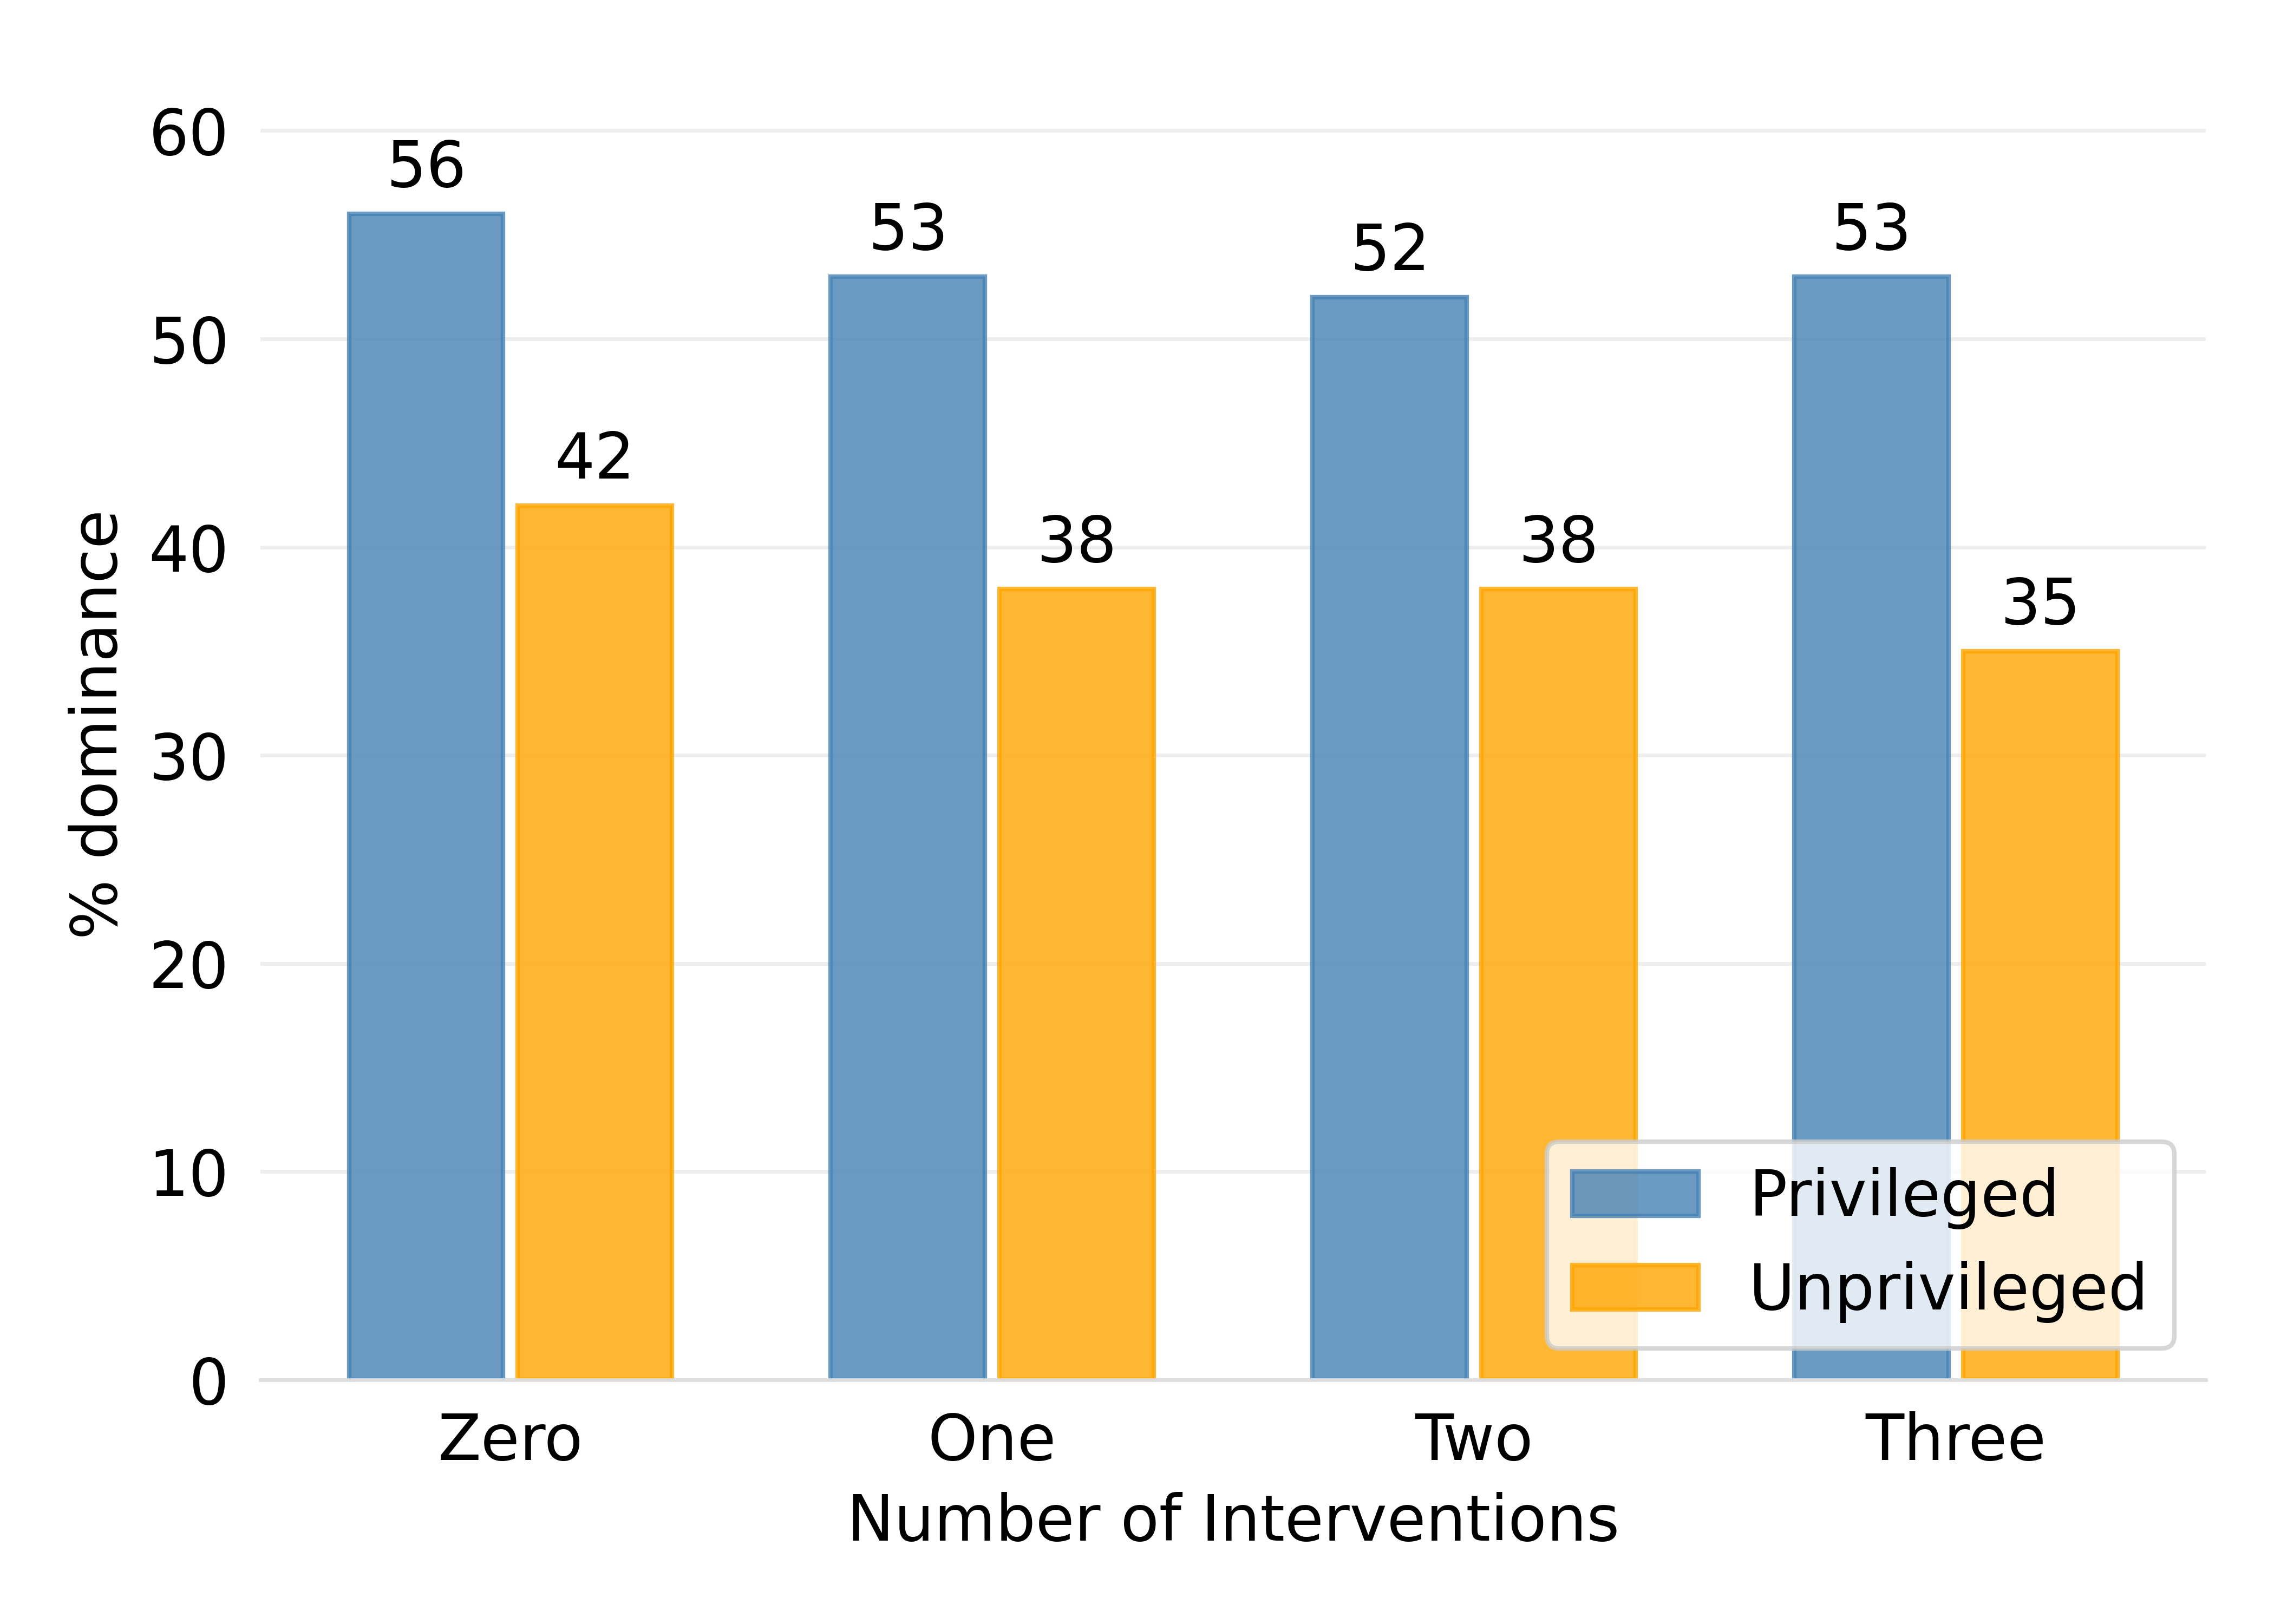 60
50
40
30
20
10
0
% dominance
56
42
53
38
52
38
53
35
Privileged
Unprivileged
Zero
One
Two
Three
Number of Interventions